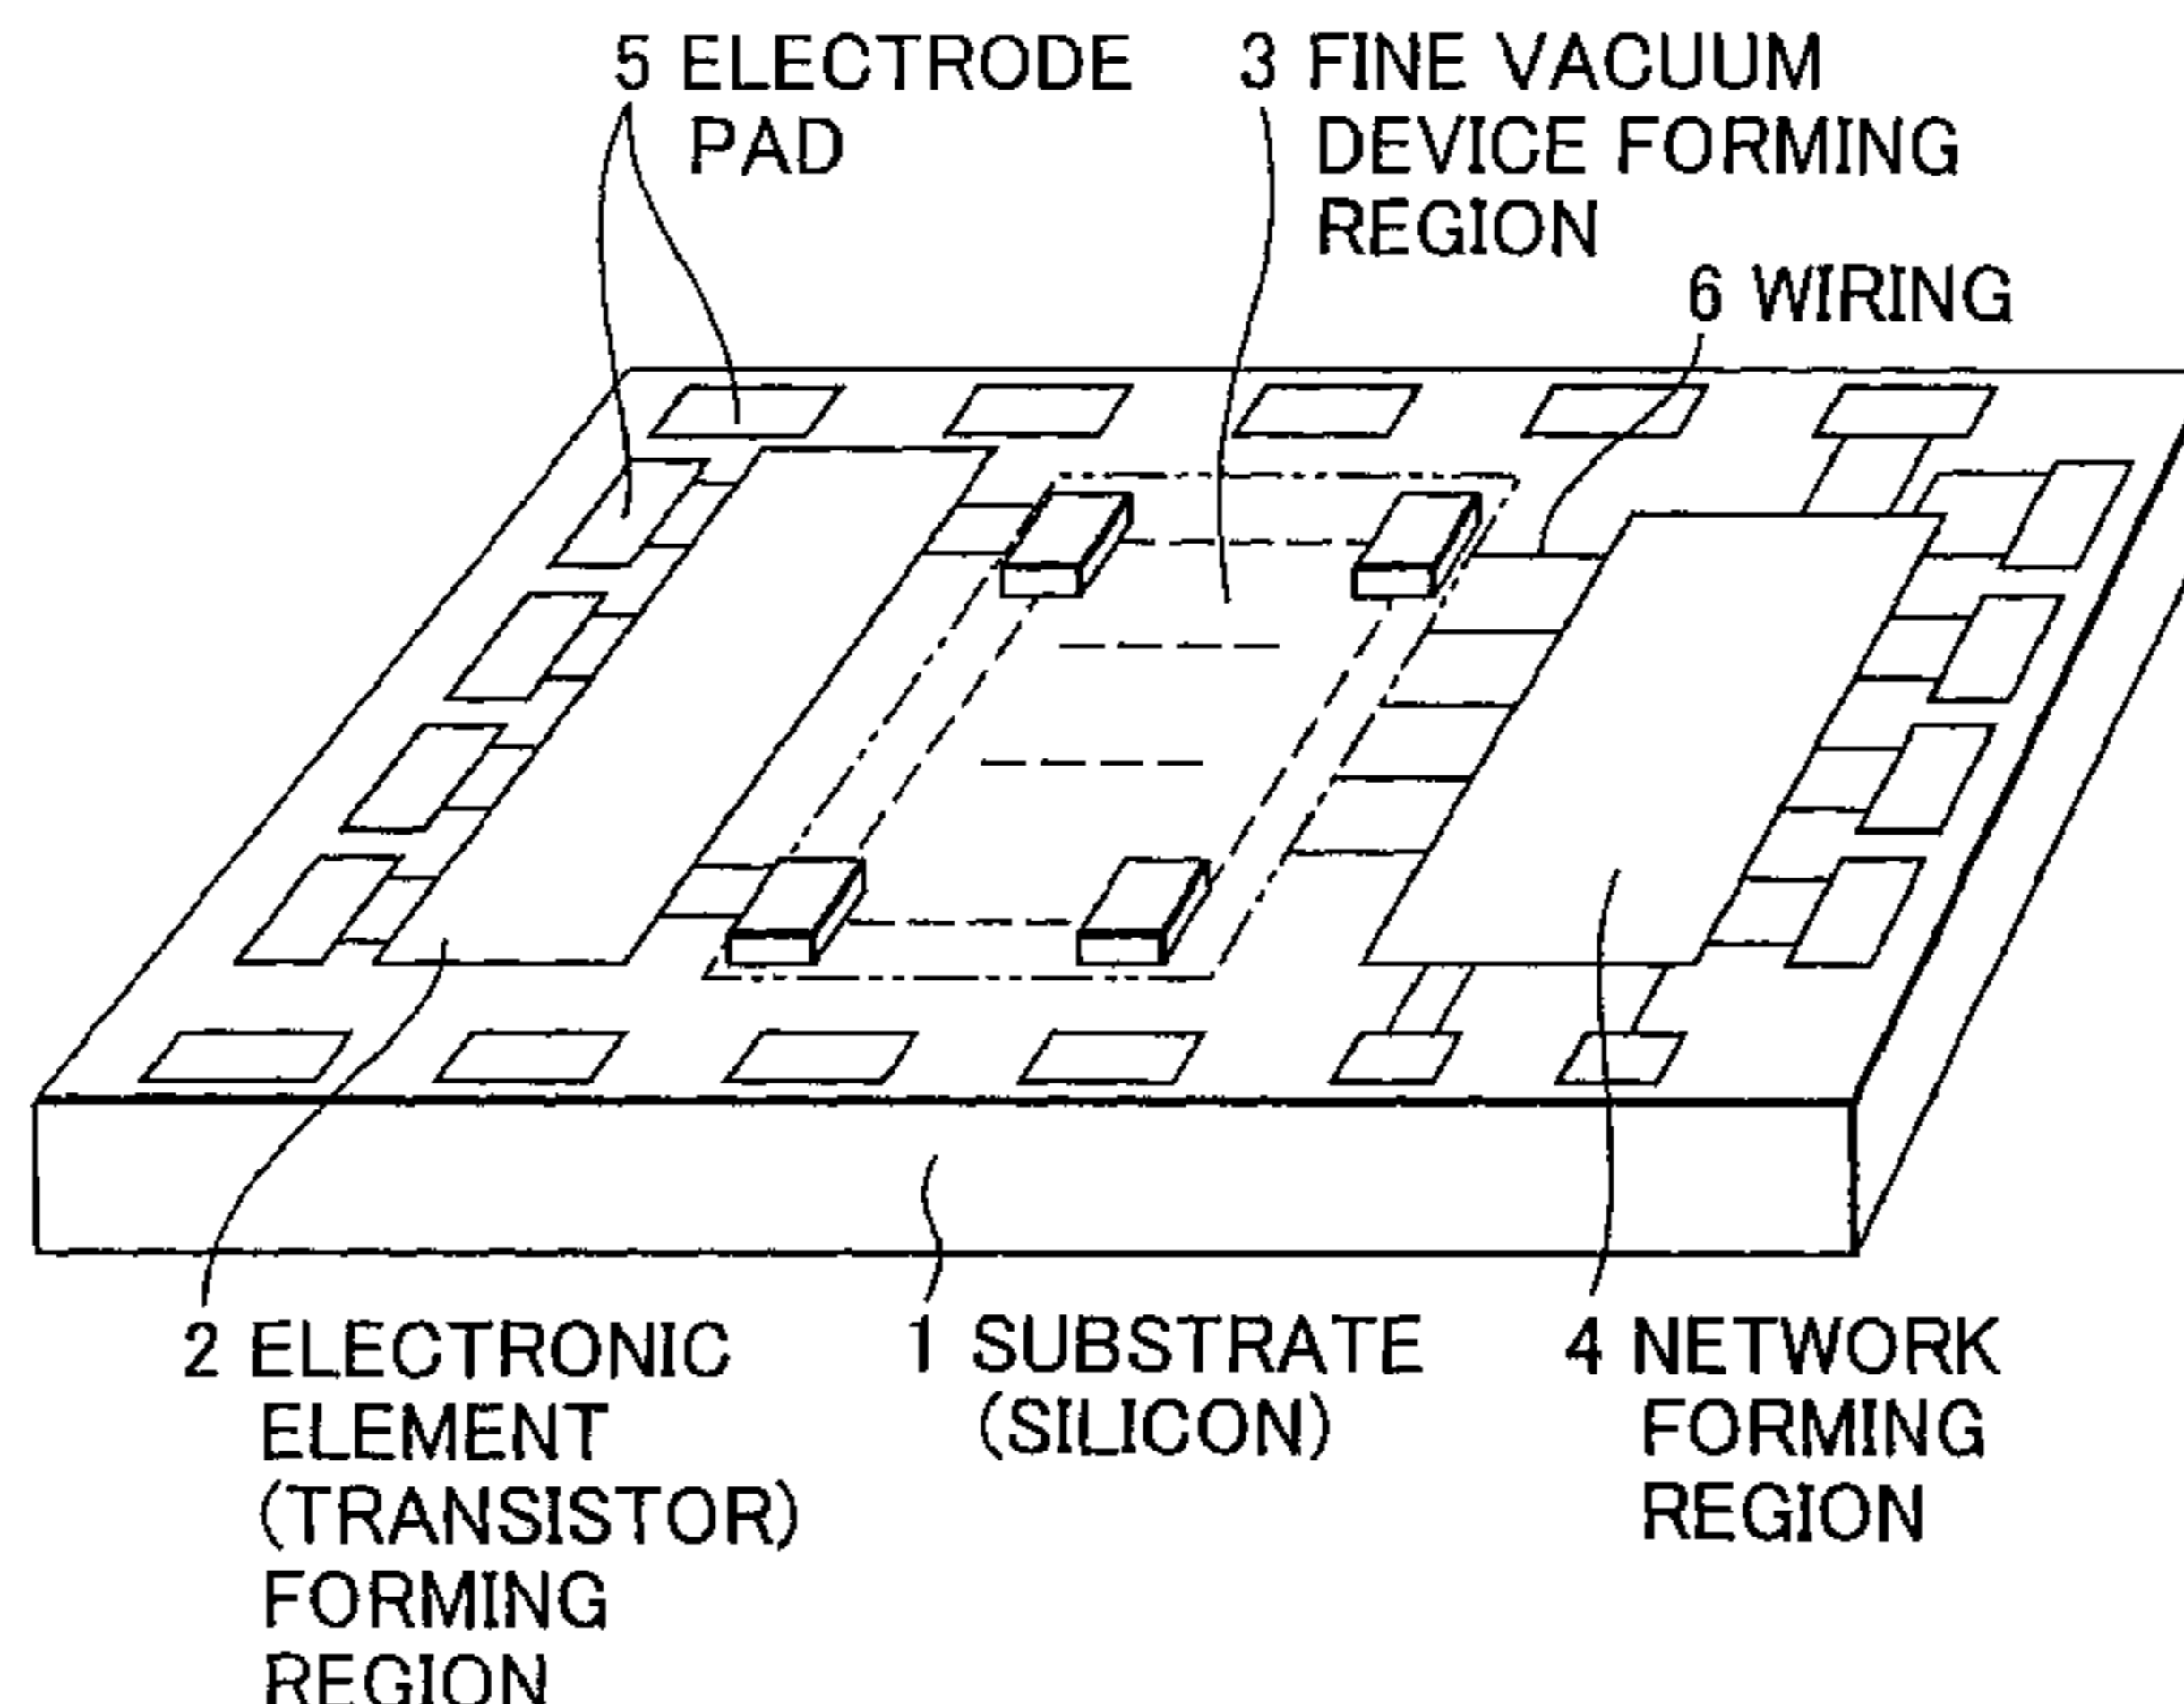 5 ELECTRODE
PAD
3 FINE VACUUM
DEVICE FORMING
REGION
6 WIRING
2 ELECTRONIC
ELEMENT
(TRANSISTOR)
FORMING
REGION
1 SUBSTRATE
(SILICON)
4 NETWORK
FORMING
REGION